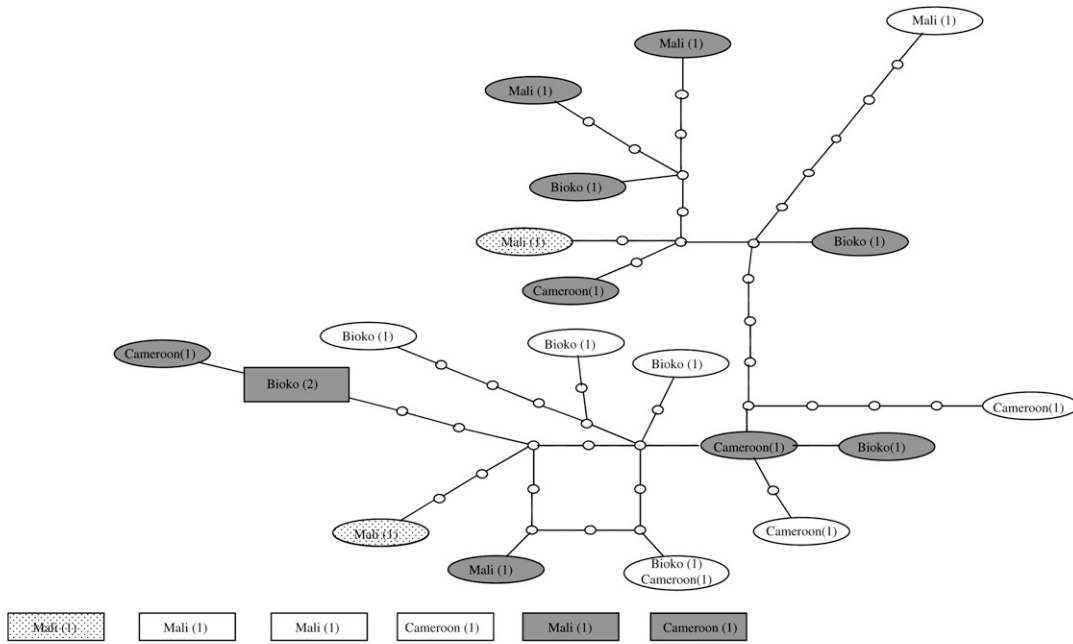 Mali (1)
Mali (1)
Mali (1)
Bioko (1)
Mali (1)
Bioko (1)
Cameroon(1)
Bioko (1)
Bioko (1)
Cameroon(1)
Bioko (1)
Bioko (2)
Cameroon(1)
Cameroon(1)
Bioko(1)
Mali (1)
Cameroon(1)
Bioko (1)
Mali (1)
Cameroon(1)
Mali (1)
Mali (1)
Mali (1)
Cameroon (1)
Mali (1)
Cameroon (1)